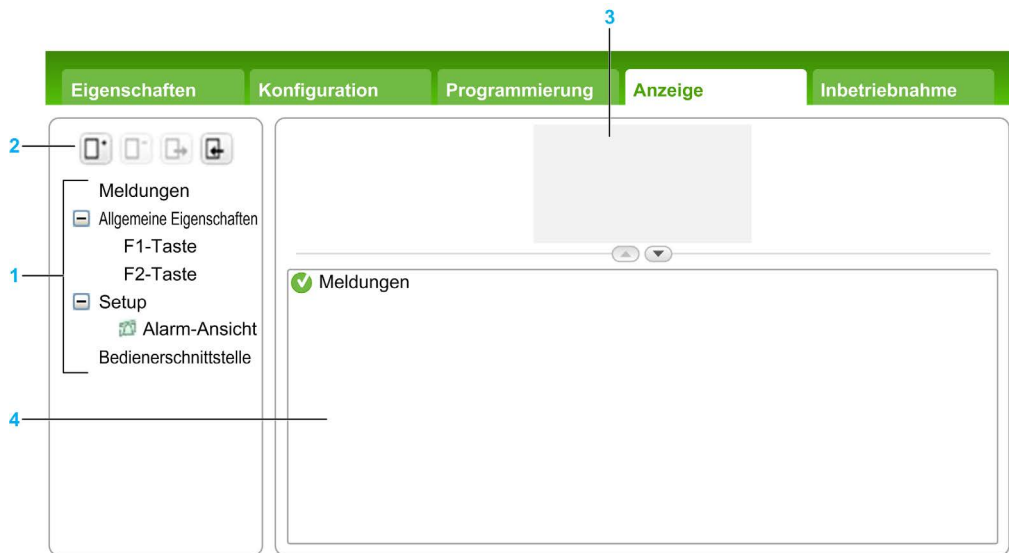 3
Eigenschaften Konfiguration Programmierung Anzeige Inbetriebnahme
2
Meldungen
Allgemeine Eigenschaften
F1-Taste
1
F2-Taste
Setup
Alarm-Ansicht
Bedienerschnittstelle
Meldungen
4